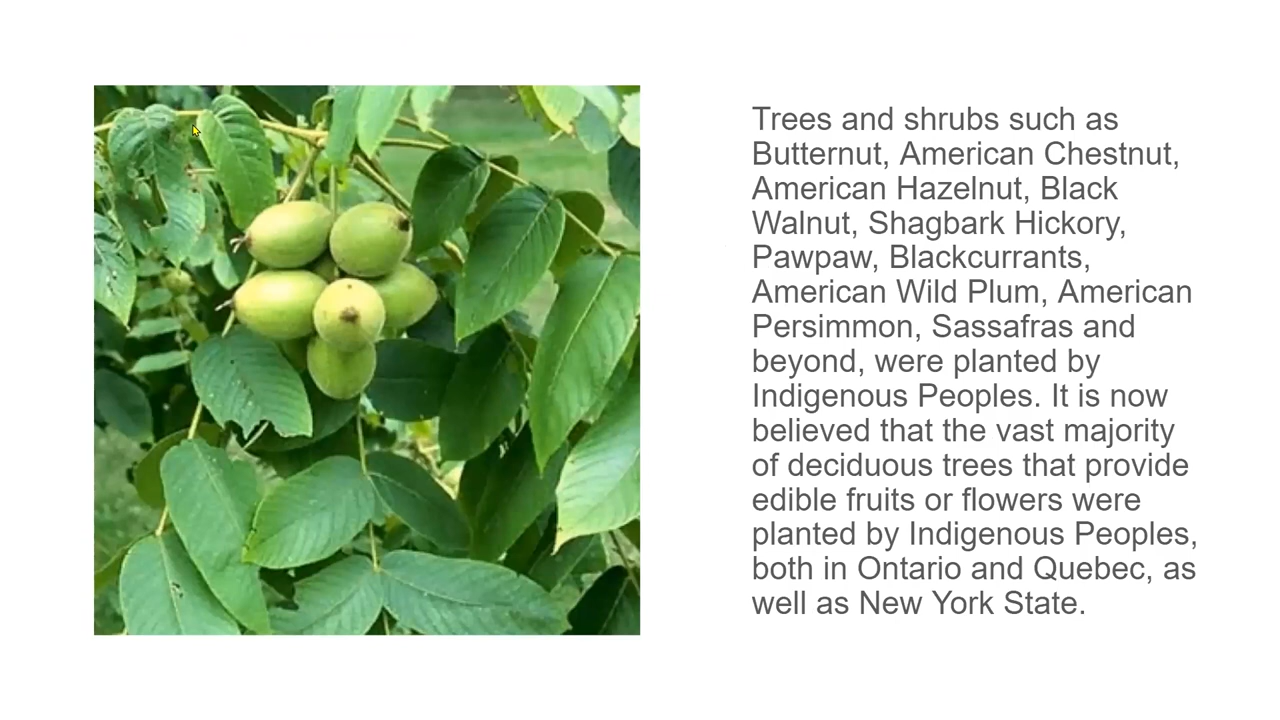 Trees and shrubs such as
Butternut, American Chestnut,
American Hazelnut, Black
Walnut, Shagbark Hickory,
Pawpaw, Blackcurrants,
American Wild Plum, American
Persimmon, Sassafras and
beyond, were planted by
Indigenous Peoples. It is now
believed that the vast majority
of deciduous trees that provide
edible fruits or flowers were
planted by Indigenous Peoples,
both in Ontario and Quebec, as
well as New York State.